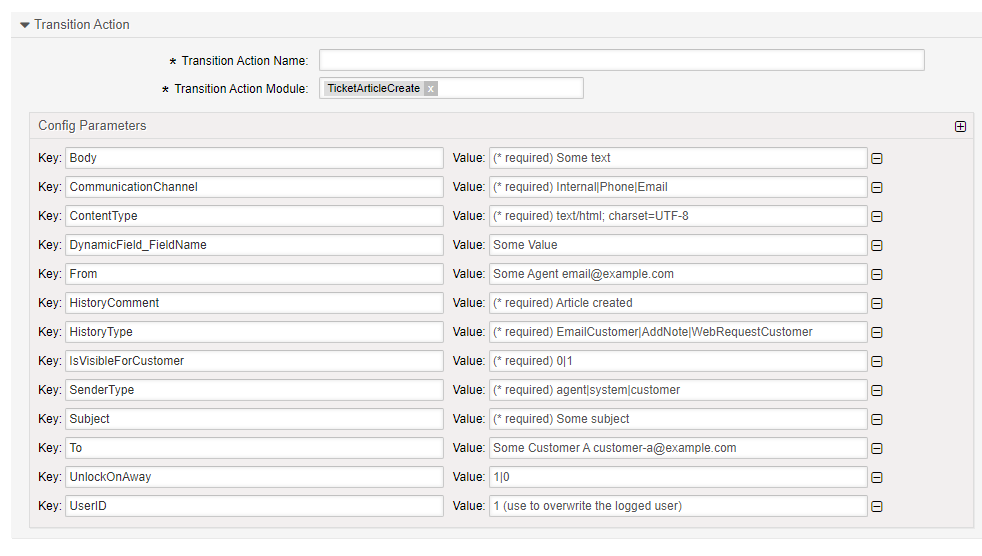 Transition Action
* Transition Action Name:
* Transition Action Module: TicketArticleCreate x
Config Parameters
Key: Body Value: (* required) Some text
Key: CommunicationChannel Value: (* required) Internal|Phone|Email
Key: ContentType Value: (* required) text/html; charset=UTF-8
Key: DynamicField_FieldName Value: Some Value
Key: From Value: Some Agent email@example.com
Key: HistoryComment Value: (* required) Article created
Key: HistoryType Value: (* required) EmailCustomer|AddNote|WebRequestCustomer
Key: IsVisibleForCustomer Value: (* required) 0|1
Key: SenderType Value: (* required) agent|system|customer
Key: Subject Value: (* required) Some subject
Key: To Value: Some Customer A customer-a@example.com
Key: UnlockOnAway Value: 1|0
Key: UserID Value: 1 (use to overwrite the logged user)